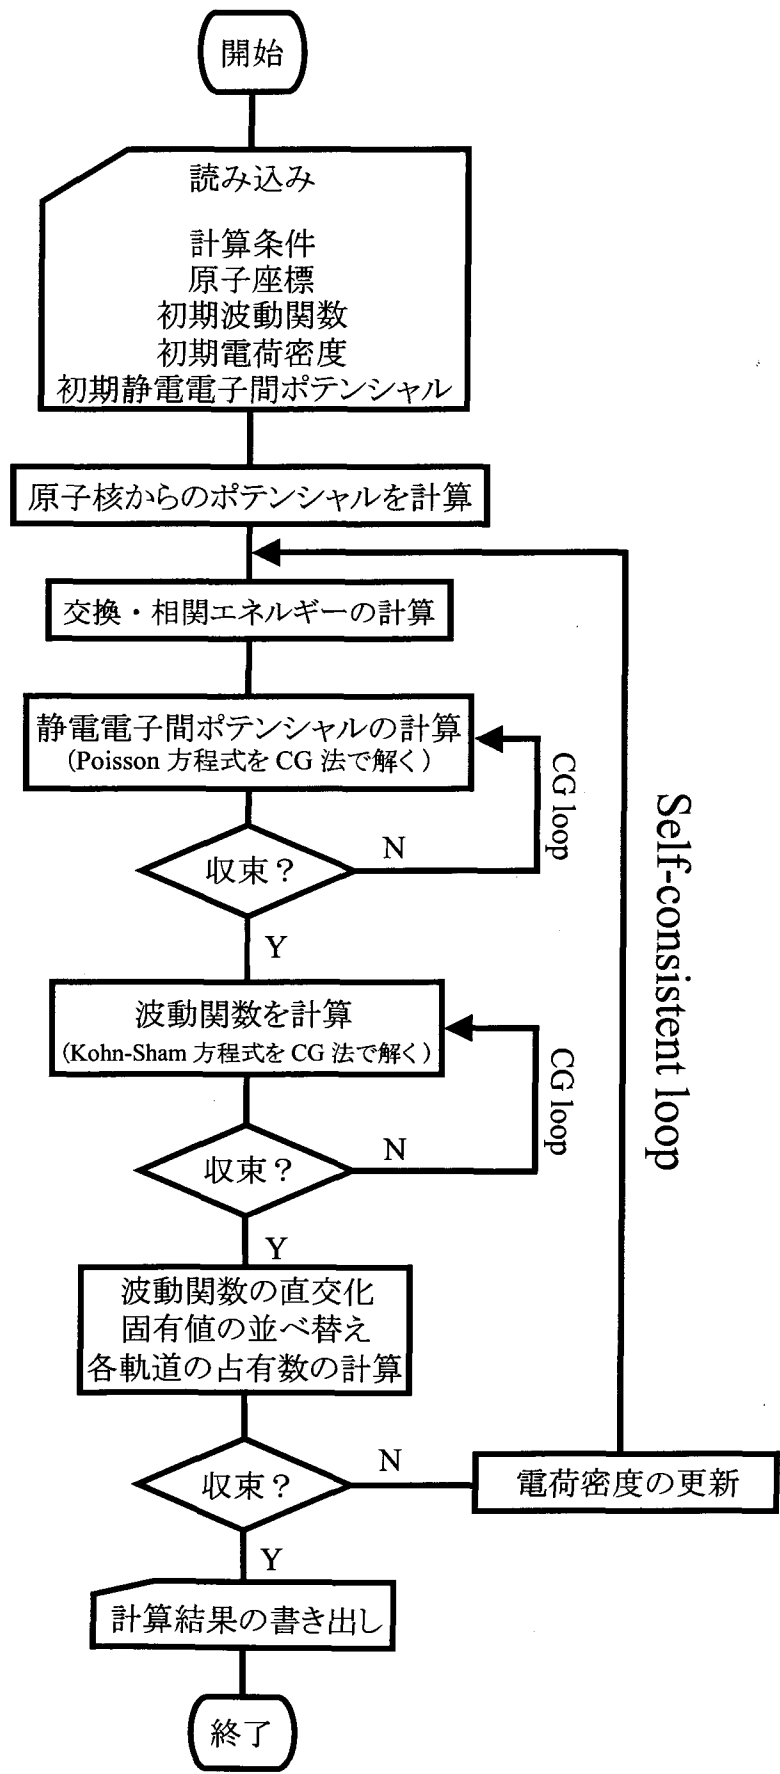 開始
読み込み
計算条件
原子座標
初期波動関数
初期電荷密度
初期静電電子間ポテンシャル
原子核からのポテンシャルを計算
交換・相関エネルギーの計算
静電電子間ポテンシャルの計算
(Poisson 方程式を CG 法で解く)
CG loop
収束?
N
Y
波動関数を計算
(Kohn-Sham 方程式を CG 法で解く)
CG loop
収束?
N
Y
Self-consistent loop
波動関数の直交化
固有値の並べ替え
各軌道の占有数の計算
収束?
N
電荷密度の更新
Y
計算結果の書き出し
終了